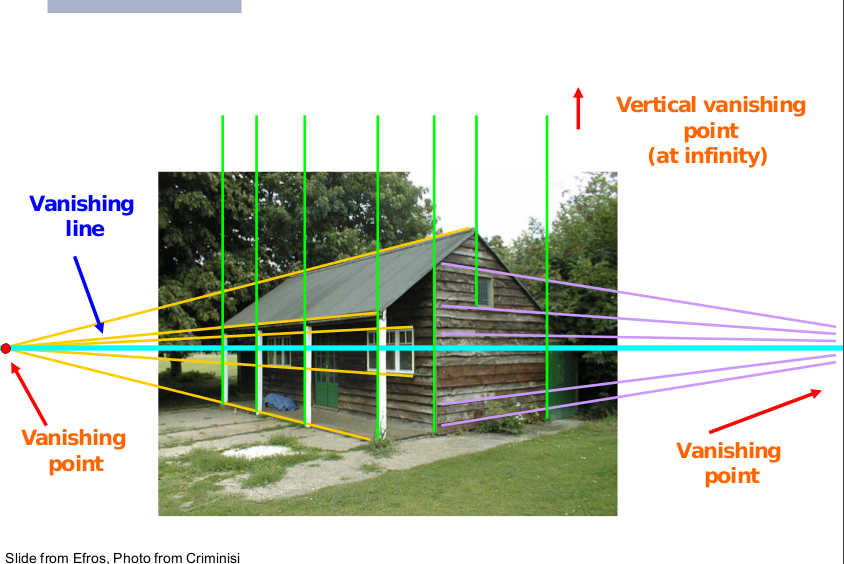 Vertical vanishing
point
(at infinity)
Vanishing
line
Vanishing
point
Vanishing
point
Slide from Efros, Photo from Criminisi